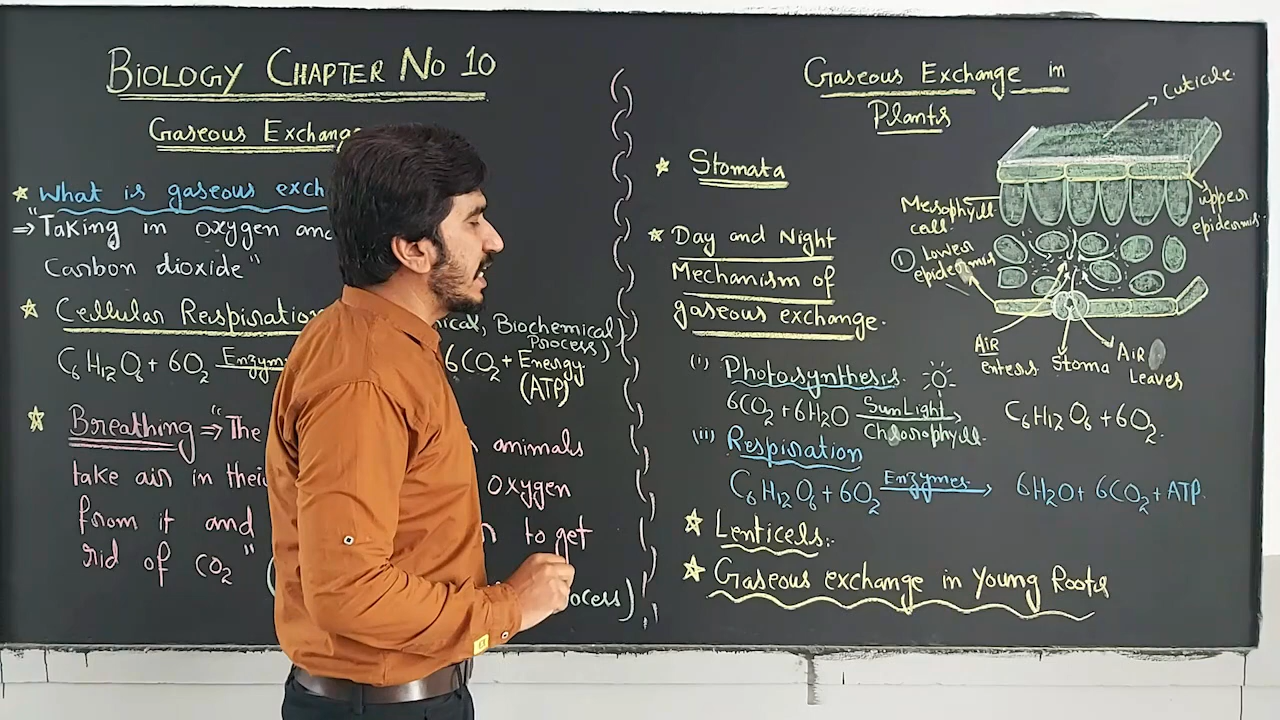 BIOLOGY CHAPTER No 10
Gaseous Exchang
What is gaseous exch
⇒"Taking in oxygen and
Carbon dioxide"
Cellular Respiration
ical, Biochemical
Process)
C6H12O6 + 6O2 Enzym
6CO2 + Energy
(ATP)
Breathing ⇒ "The
animals
take air in thei
oxygen
from it and
to get
rid of CO2"
ocess)
Gaseous Exchange in
Plants
Stomata
Day and Night
Mechanism of
gaseous exchange.
(i) Photosynthesis.
6CO2 + 6H2O SunLight C6H12O6 + 6O2.
Chlorophyll.
(ii) Respiration
C6H12O6 + 6O2 Enzymes 6H2O + 6CO2 + ATP.
Lenticels:.
Gaseous exchange in Young Roots
Cuticle.
Mesophyll
cell.
upper
epidermis.
① Lower
epidermis
Air
enters
Stoma
Air
Leaves